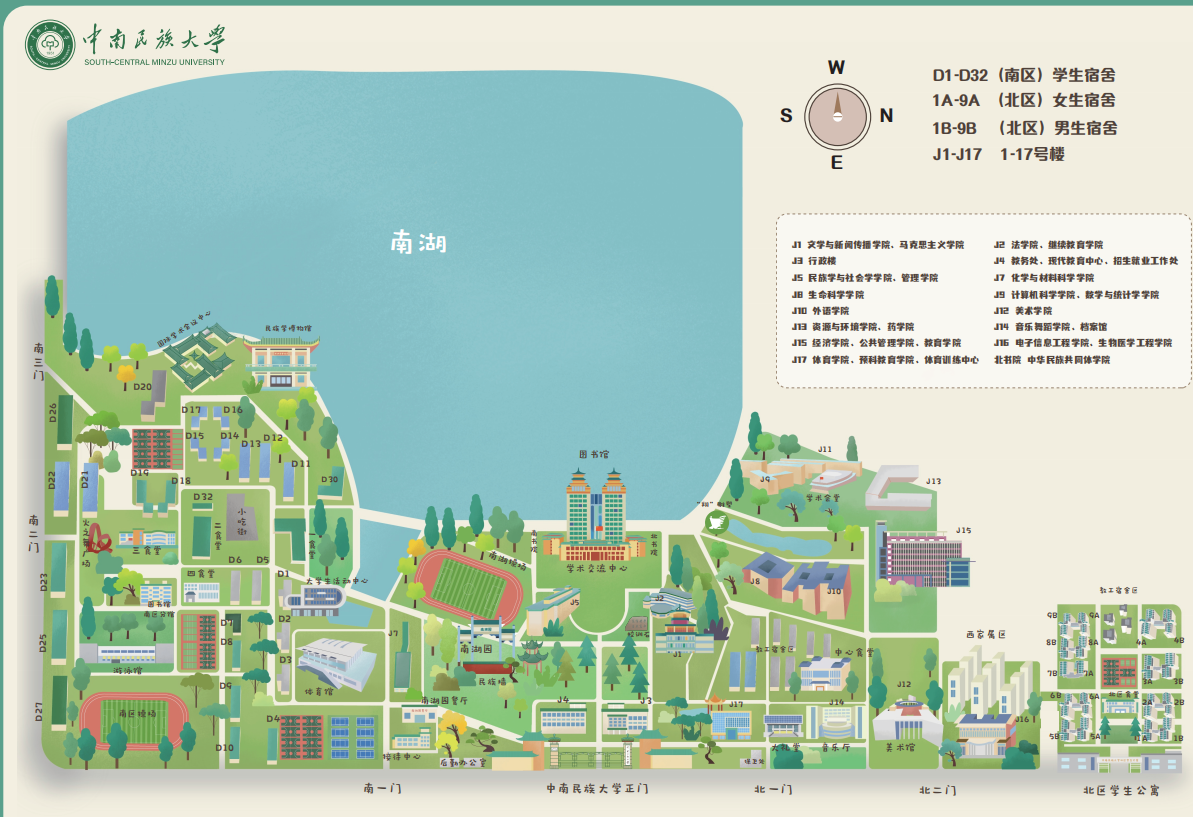 中南民族大学
SOUTH-CENTRAL MINZU UNIVERSITY
W
S N
E
D1-D32（南区）学生宿舍
1A-9A （北区）女生宿舍
1B-9B （北区）男生宿舍
J1-J17 1-17号楼
J1 文学与新闻传播学院、马克思主义学院
J2 法学院、继续教育学院
J3 行政楼
J4 教务处、现代教育中心、招生就业工作处
J5 民族学与社会学学院、管理学院
J7 化学与材料科学学院
J8 生命科学学院
J9 计算机科学学院、数学与统计学学院
J10 外语学院
J12 美术学院
J13 资源与环境学院、药学院
J14 音乐舞蹈学院、档案馆
J15 经济学院、公共管理学院、教育学院
J16 电子信息工程学院、生物医学工程学院
J17 体育学院、预科教育学院、体育训练中心
北书院 中华民族共同体学院
南湖
国际学术会议中心
民族学博物馆
南三门
D20
D26
D17
D16
D15
D14
D13
D12
D11
D30
D22
D21
D19
D18
D32
小吃街
二食堂
一食堂
南二门
三食堂
D23
四食堂
D6
D5
D1
大学生活动中心
图书馆
南区分馆
D2
D7
D8
D25
D3
游泳馆
体育馆
D9
D27
南区操场
D4
D10
图书馆
南书院
北书院
学术交流中心
南湖操场
J5
J2
J1
J7
南湖园
民族墙
南湖园餐厅
J4
J3
接待中心
后勤办公室
J11
J9
学术食堂
J13
J15
J8
J10
教工宿舍区
中心食堂
J17
J14
大礼堂
音乐厅
保卫处
J12
美术馆
西家属区
J16
教工宿舍区
9B
9A
4B
8B
8A
4A
7B
7A
3A
3B
6B
6A
北区食堂
2A
2B
5B
5A
1A
1B
南一门
中南民族大学正门
北一门
北二门
北区学生公寓